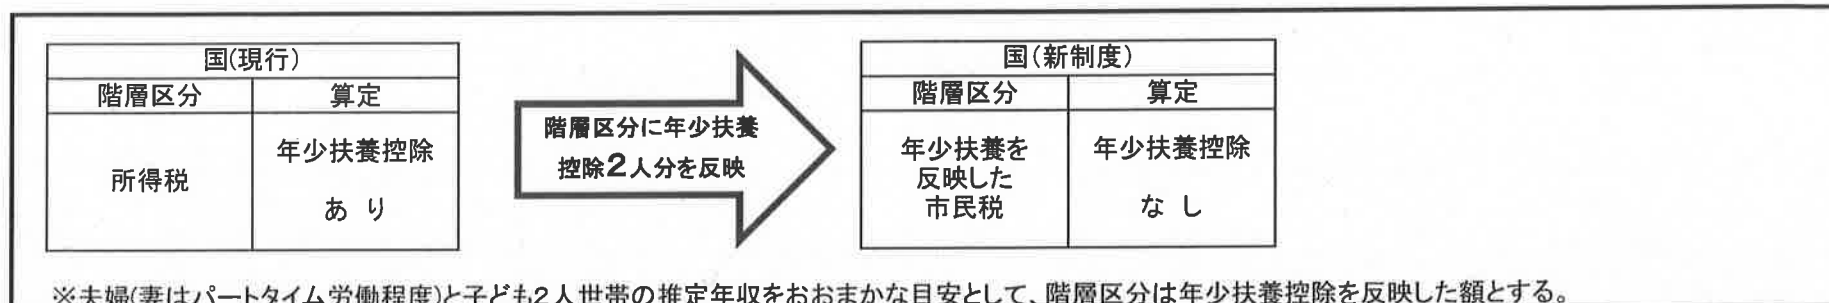 国(現行)
階層区分 算定
所得税
年少扶養控除
あ り
階層区分に年少扶養
控除2人分を反映
国(新制度)
階層区分 算定
年少扶養を
反映した
市民税
年少扶養控除
な し
※夫婦(妻はパートタイム労働程度)と子ども2人世帯の推定年収をおおまかな目安として、階層区分は年少扶養控除を反映した額とする。